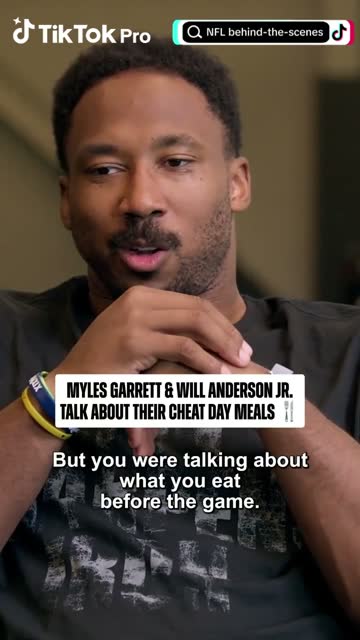 TikTok Pro
NFL behind-the-scenes
MYLES GARRETT & WILL ANDERSON JR.
TALK ABOUT THEIR CHEAT DAY MEALS
But you were talking about
what you eat
before the game.